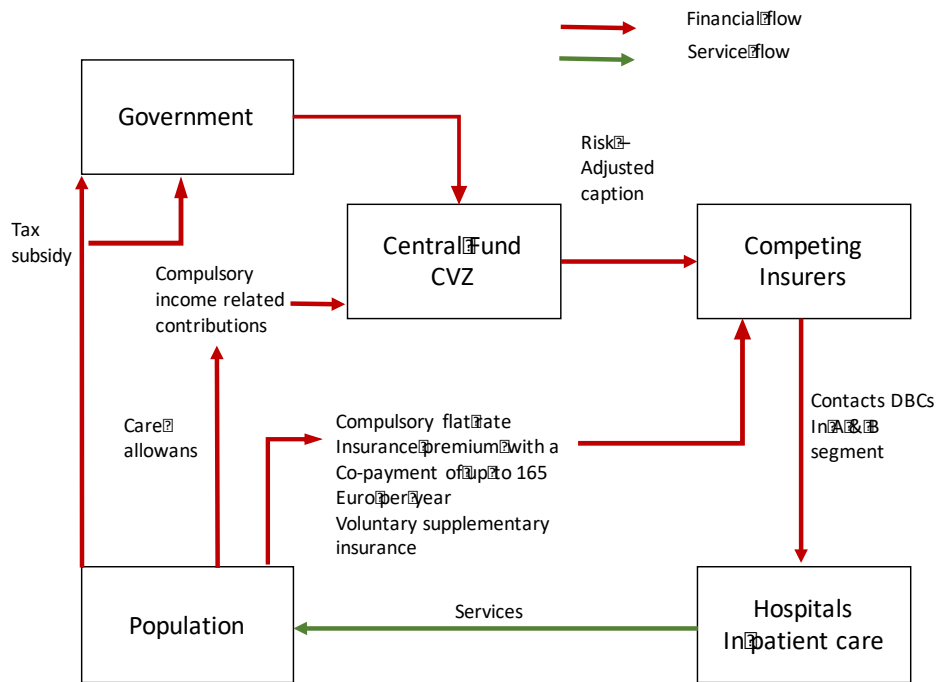 Financial flow
Service flow
Government
Risk –
Adjusted
caption
Tax
subsidy
Central Fund
CVZ
Competing
Insurers
Compulsory
income related
contributions
Care
allowans
Compulsory flat rate
Insurance premium with a
Co-payment of up to 165
Euro per year
Voluntary supplementary
insurance
Contacts DBCs
In A & B
segment
Population
Services
Hospitals
In patient care